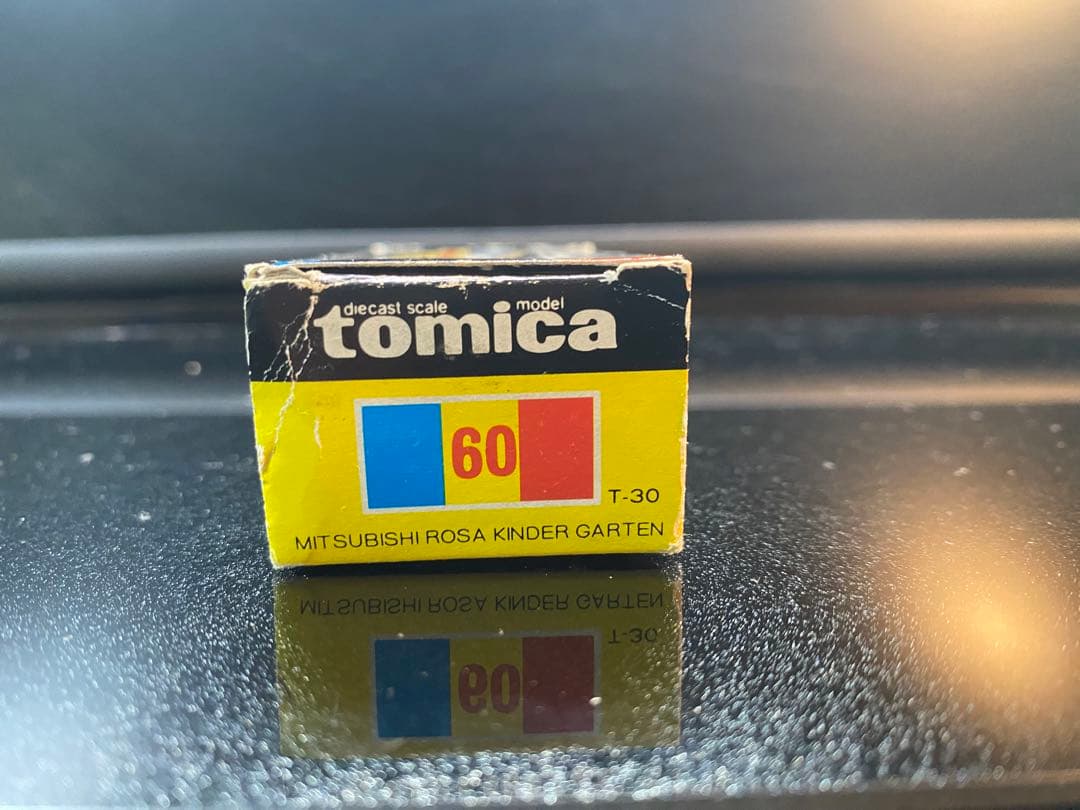 diecast scale model
tomica
60
T-30
MITSUBISHI ROSA KINDER GARTEN